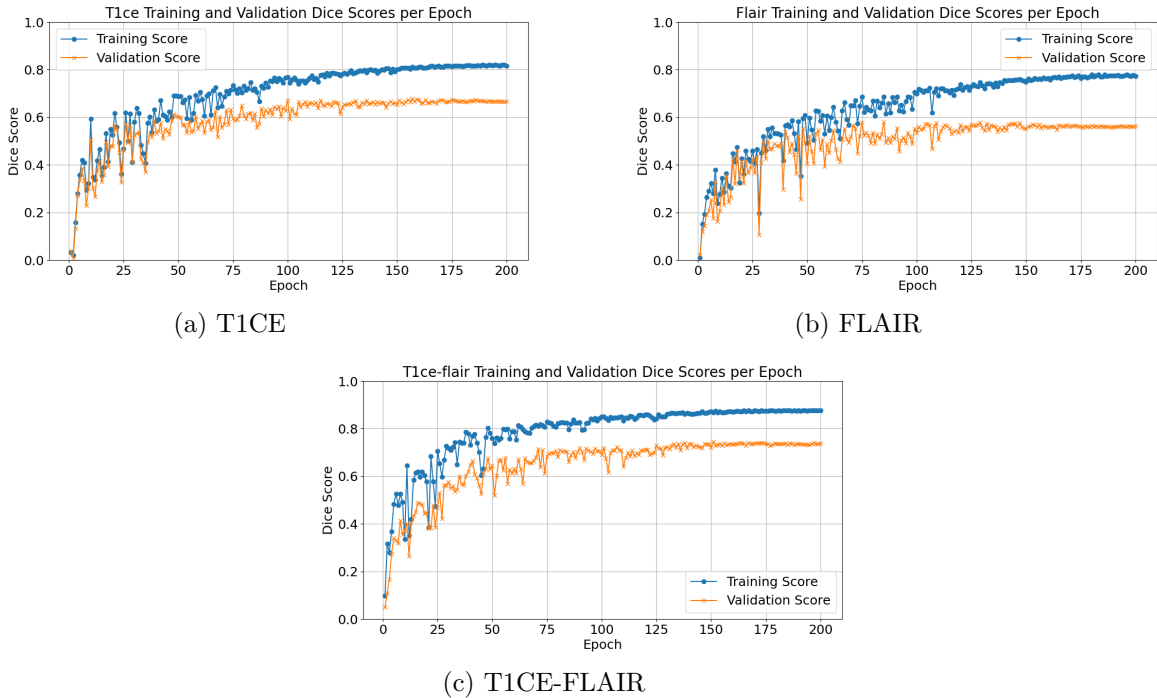 T1ce Training and Validation Dice Scores per Epoch
1.0
0.8
0.6
0.4
0.2
0.0
Dice Score
Training Score
Validation Score
0 25 50 75 100 125 150 175 200
Epoch
(a) T1CE
Flair Training and Validation Dice Scores per Epoch
1.0
0.8
0.6
0.4
0.2
0.0
Dice Score
Training Score
Validation Score
0 25 50 75 100 125 150 175 200
Epoch
(b) FLAIR
T1ce-flair Training and Validation Dice Scores per Epoch
1.0
0.8
0.6
0.4
0.2
0.0
Dice Score
Training Score
Validation Score
0 25 50 75 100 125 150 175 200
Epoch
(c) T1CE-FLAIR